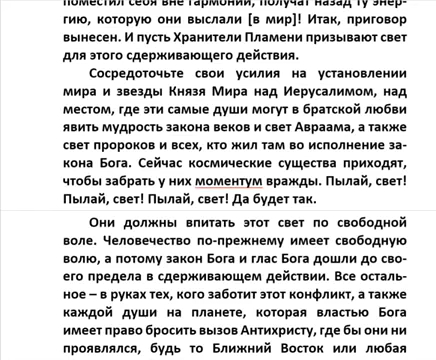 поместил себя вне гармонии, получат назад ту энер-
гию, которую они выслали [в мир]! Итак, приговор
вынесен. И пусть Хранители Пламени призывают свет
для этого сдерживающего действия.
Сосредоточьте свои усилия на установлении
мира и звезды Князя Мира над Иерусалимом, над
местом, где эти самые души могут в братской любви
явить мудрость закона веков и свет Авраама, а также
свет пророков и всех, кто жил там во исполнение за-
кона Бога. Сейчас космические существа приходят,
чтобы забрать у них моментум вражды. Пылай, свет!
Пылай, свет! Пылай, свет! Да будет так.
Они должны впитать этот свет по свободной
воле. Человечество по-прежнему имеет свободную
волю, а потому закон Бога и глас Бога дошли до сво-
его предела в сдерживающем действии. Все осталь-
ное – в руках тех, кого заботит этот конфликт, а также
каждой души на планете, которая властью Бога
имеет право бросить вызов Антихристу, где бы они ни
проявлялся, будь то Ближний Восток или любая